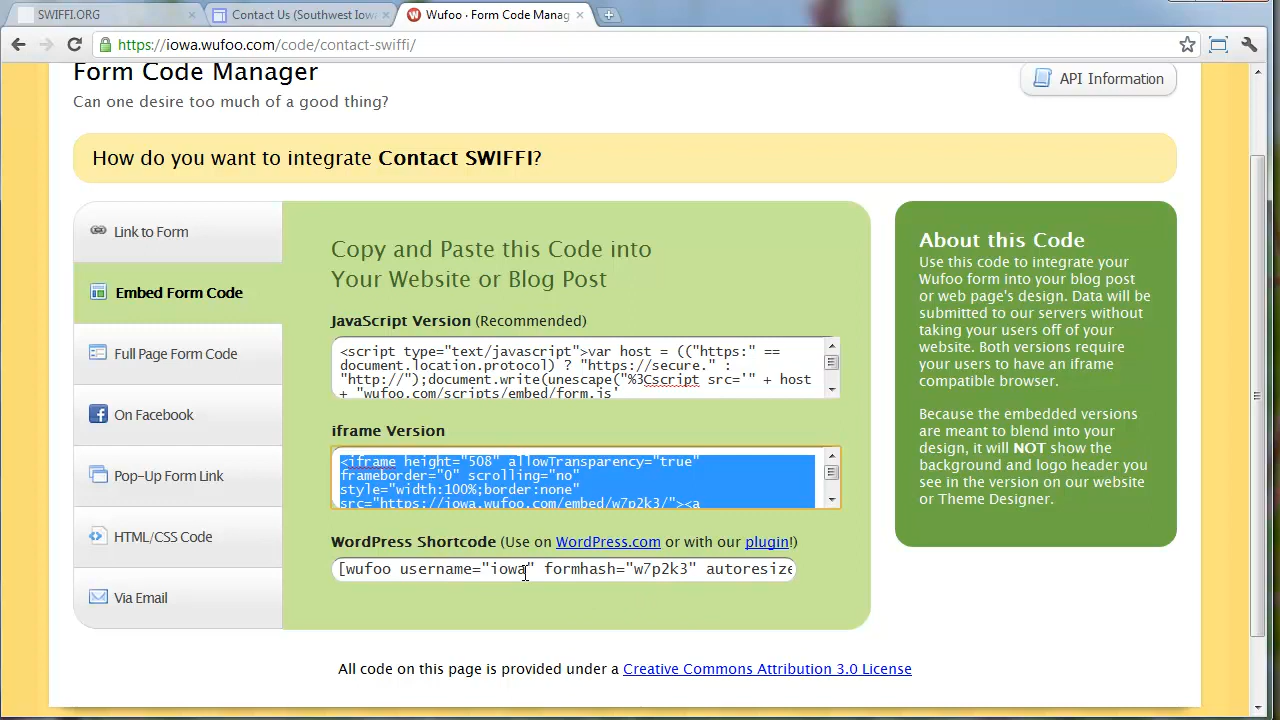 SWIFFI.ORG
Contact Us (Southwest Iow
Wufoo · Form Code Manag
https://iowa.wufoo.com/code/contact-swiffi/
Form Code Manager
API Information
Can one desire too much of a good thing?
How do you want to integrate Contact SWIFFI?
Link to Form
Embed Form Code
Full Page Form Code
On Facebook
Pop-Up Form Link
HTML/CSS Code
Via Email
Copy and Paste this Code into
Your Website or Blog Post
JavaScript Version (Recommended)
<script type="text/javascript">var host = (("https:" ==
document.location.protocol) ? "https://secure." :
"http://");document.write(unescape("%3Cscript src='" + host
+ "wufoo.com/scripts/embed/form.js'
iframe Version
<iframe height="508" allowTransparency="true"
frameborder="0" scrolling="no"
style="width:100%;border:none"
src="https://iowa.wufoo.com/embed/w7p2k3/"><a
WordPress Shortcode (Use on WordPress.com or with our plugin!)
[wufoo username="iowa" formhash="w7p2k3" autoresize
About this Code
Use this code to integrate your
Wufoo form into your blog post
or web page's design. Data will be
submitted to our servers without
taking your users off of your
website. Both versions require
your users to have an iframe
compatible browser.
Because the embedded versions
are meant to blend into your
design, it will NOT show the
background and logo header you
see in the version on our website
or Theme Designer.
All code on this page is provided under a Creative Commons Attribution 3.0 License